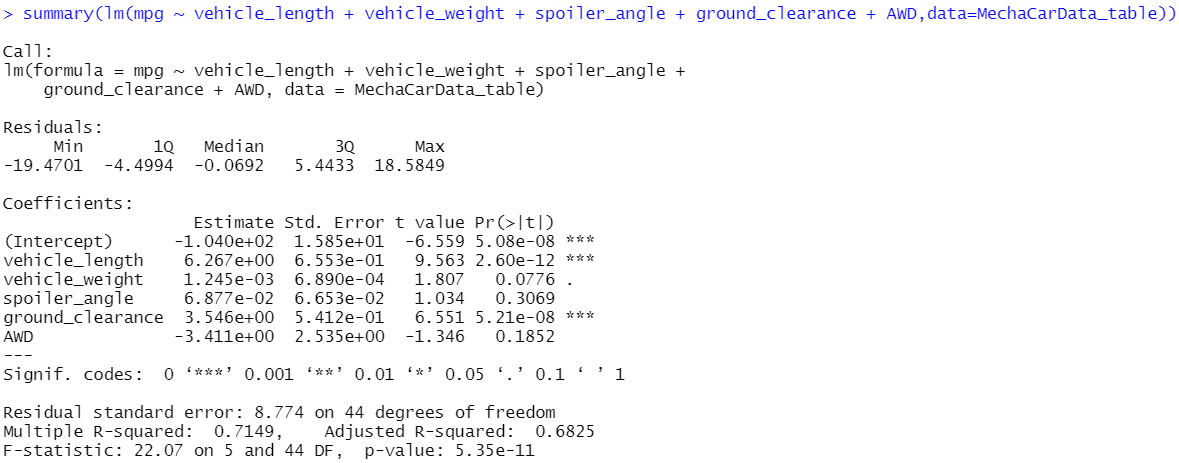 > summary(lm(mpg ~ vehicle_length + vehicle_weight + spoiler_angle + ground_clearance + AWD,data=MechaCarData_table))
Call:
lm(formula = mpg ~ vehicle_length + vehicle_weight + spoiler_angle +
    ground_clearance + AWD, data = MechaCarData_table)
Residuals:
     Min       1Q   Median       3Q      Max
-19.4701  -4.4994  -0.0692   5.4433  18.5849
Coefficients:
                   Estimate Std. Error t value Pr(>|t|)
(Intercept)      -1.040e+02  1.585e+01  -6.559 5.08e-08 ***
vehicle_length    6.267e+00  6.553e-01   9.563 2.60e-12 ***
vehicle_weight    1.245e-03  6.890e-04   1.807   0.0776 .
spoiler_angle     6.877e-02  6.653e-02   1.034   0.3069
ground_clearance  3.546e+00  5.412e-01   6.551 5.21e-08 ***
AWD              -3.411e+00  2.535e+00  -1.346   0.1852
---
Signif. codes:  0 ‘***’ 0.001 ‘**’ 0.01 ‘*’ 0.05 ‘.’ 0.1 ‘ ’ 1
Residual standard error: 8.774 on 44 degrees of freedom
Multiple R-squared:  0.7149,    Adjusted R-squared:  0.6825
F-statistic: 22.07 on 5 and 44 DF,  p-value: 5.35e-11